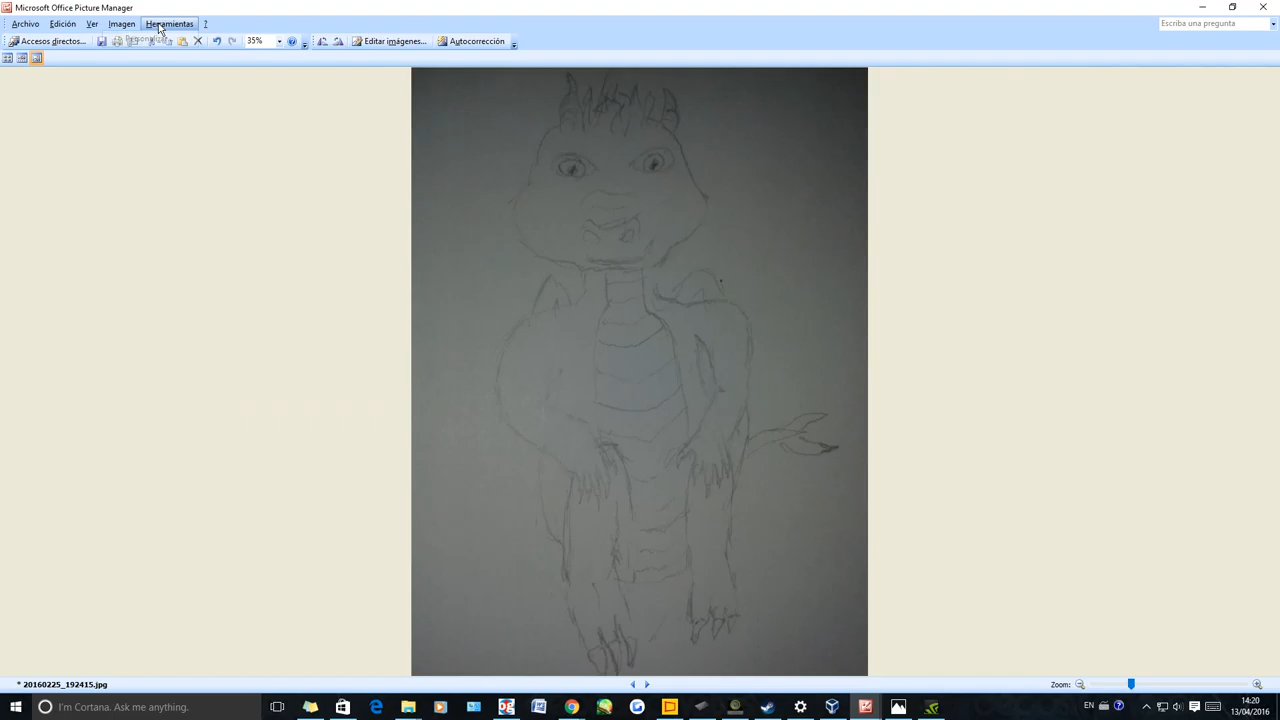 Microsoft Office Picture Manager
Archivo Edición Ver Imagen Herramientas ?
Escriba una pregunta
Accesos directos... 35% Editar imágenes... Autocorrección
Personalizar
* 20160225_192415.jpg
Zoom:
I'm Cortana. Ask me anything.
EN
14:20
13/04/2016